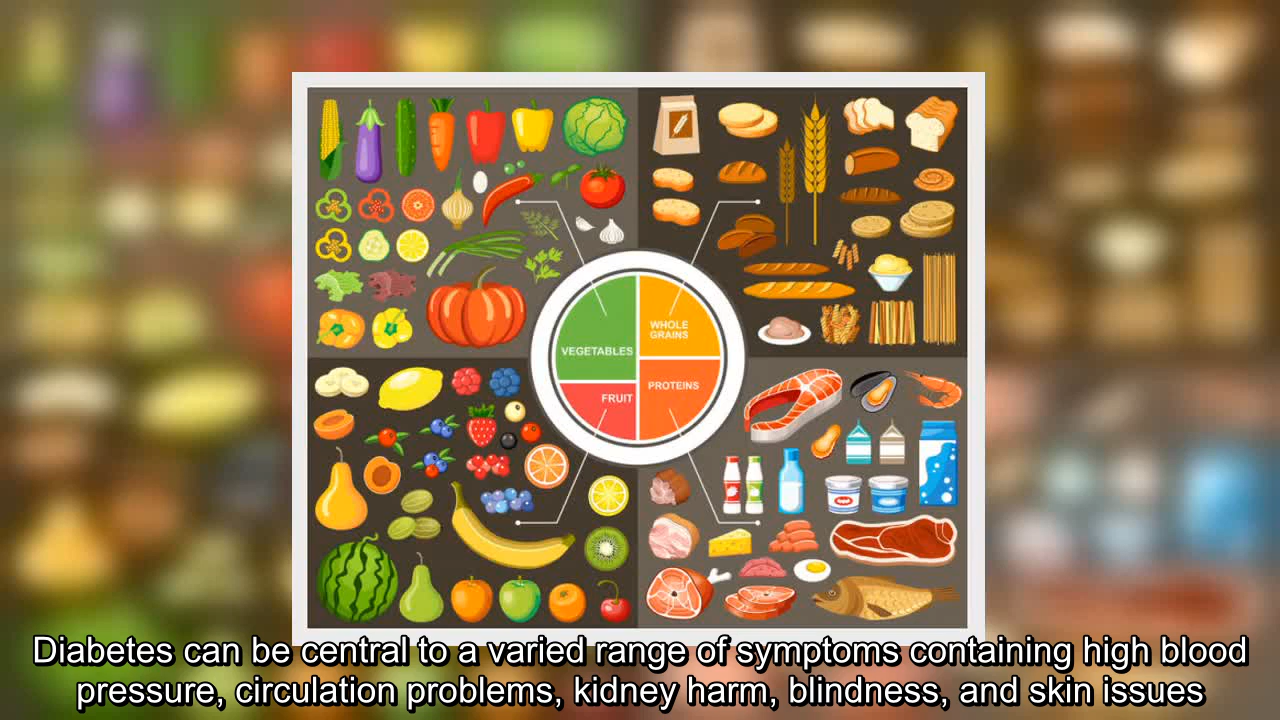 VEGETABLES
WHOLE
GRAINS
FRUIT
PROTEINS
Diabetes can be central to a varied range of symptoms containing high blood
pressure, circulation problems, kidney harm, blindness, and skin issues